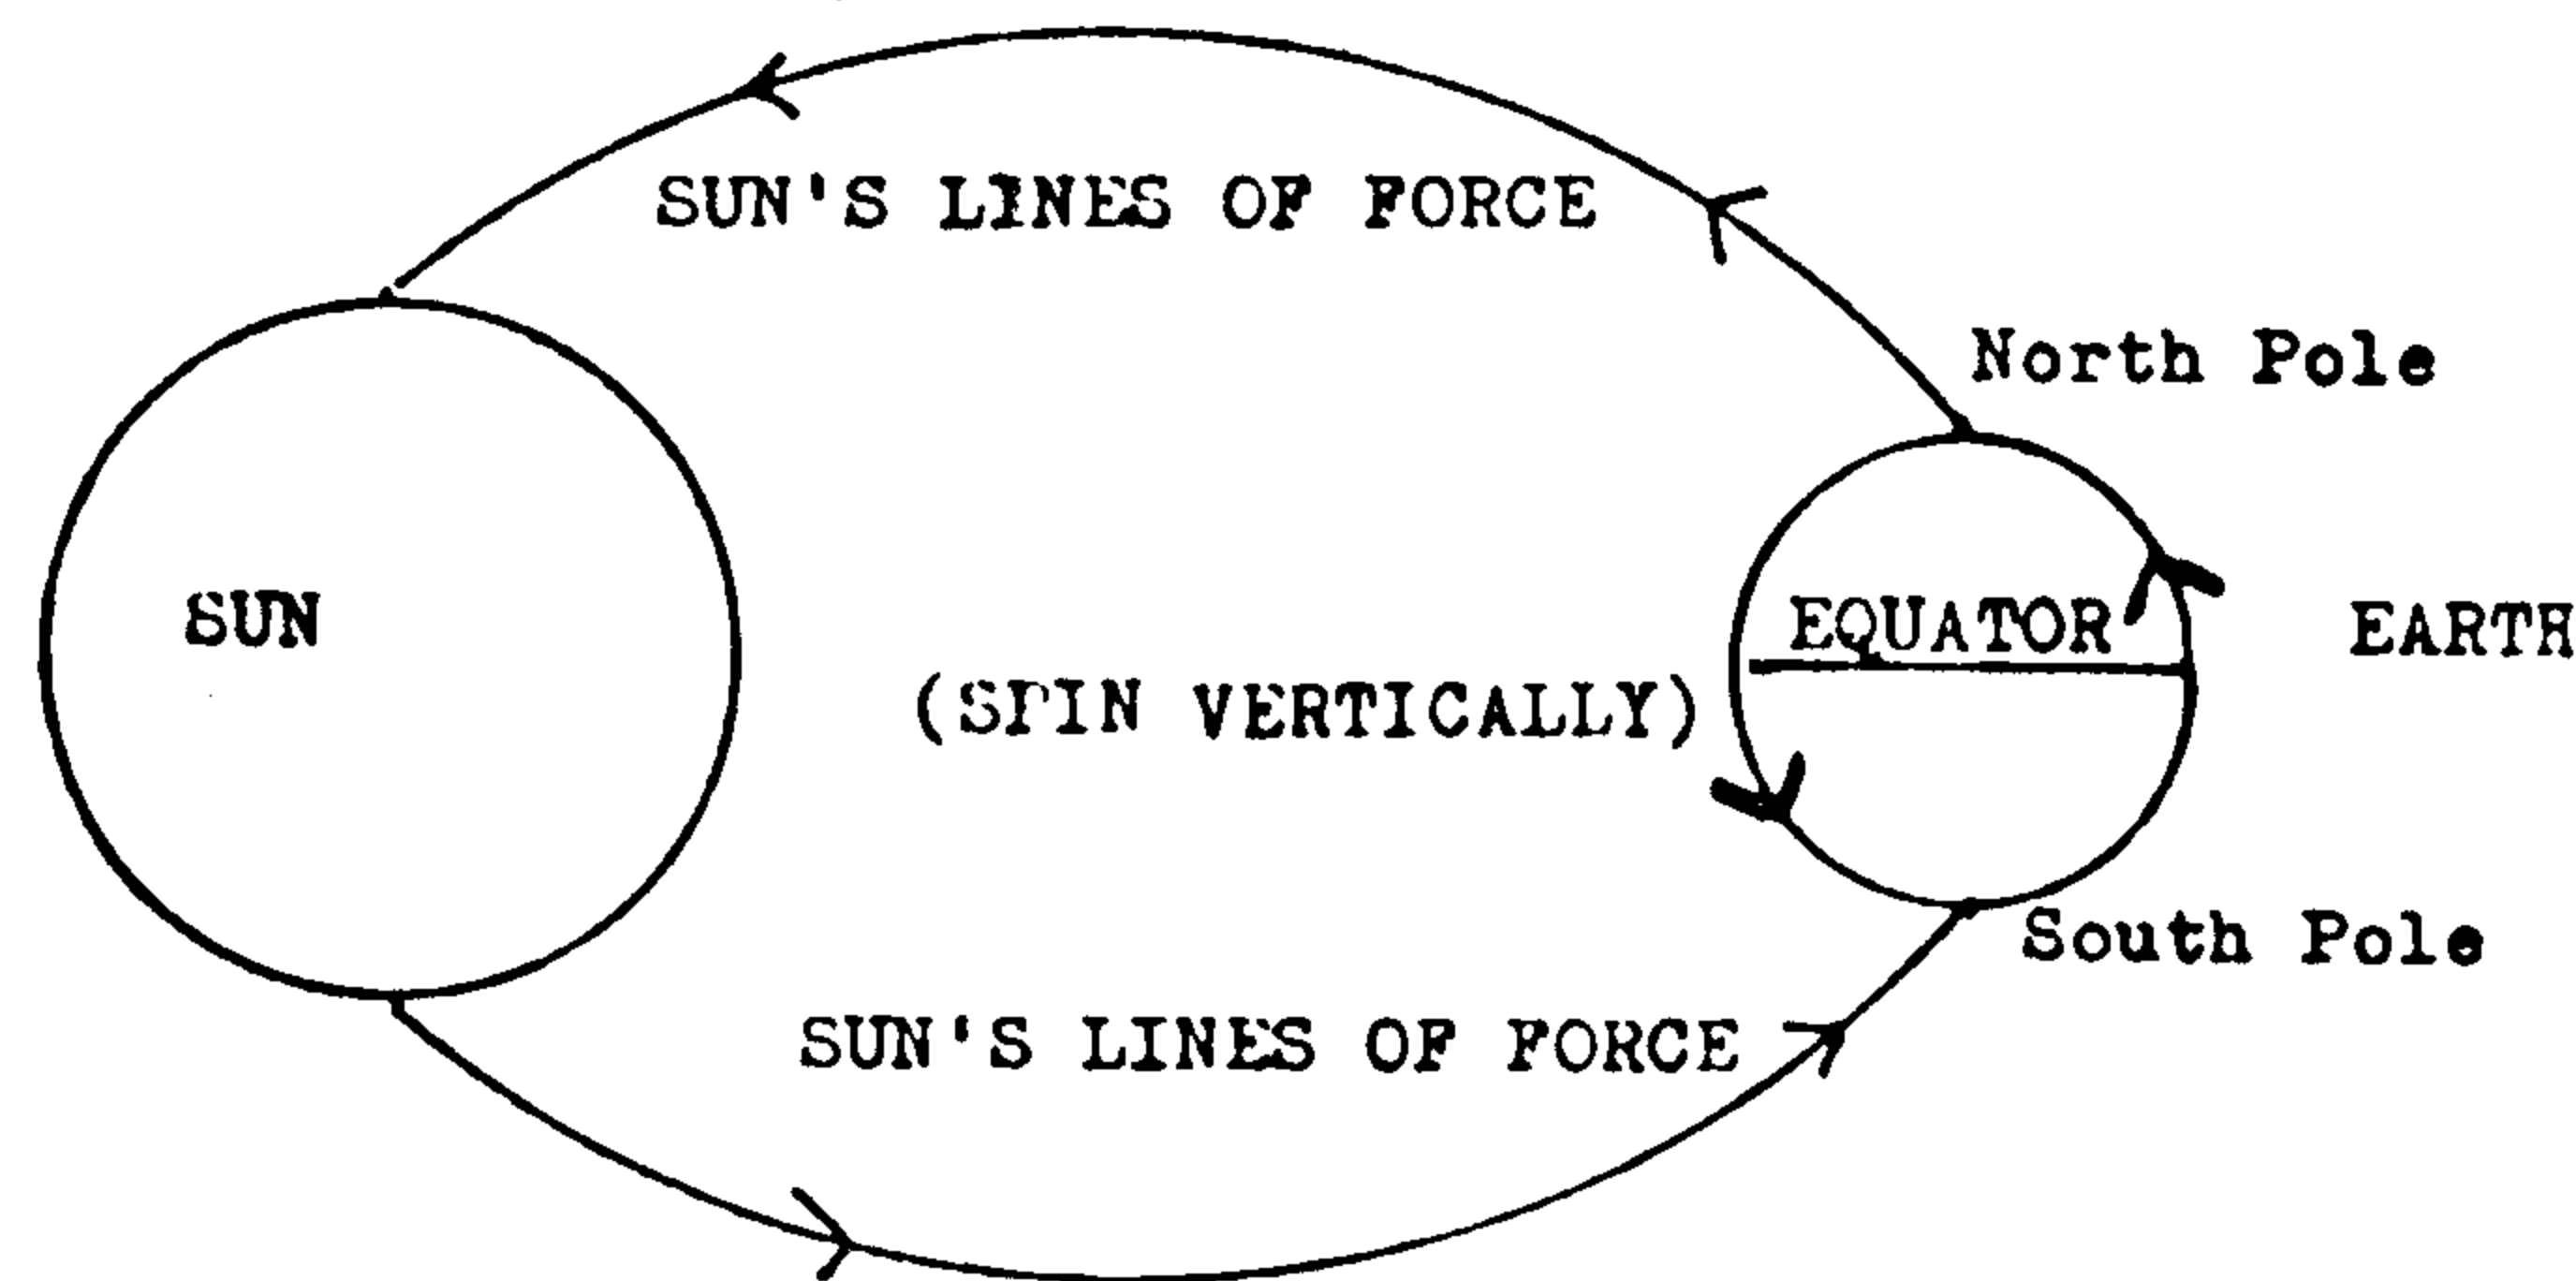 SUN'S LINES OF FORCE
North Pole
SUN
EQUATOR
EARTH
(SPIN VERTICALLY)
South Pole
SUN'S LINES OF FORCE